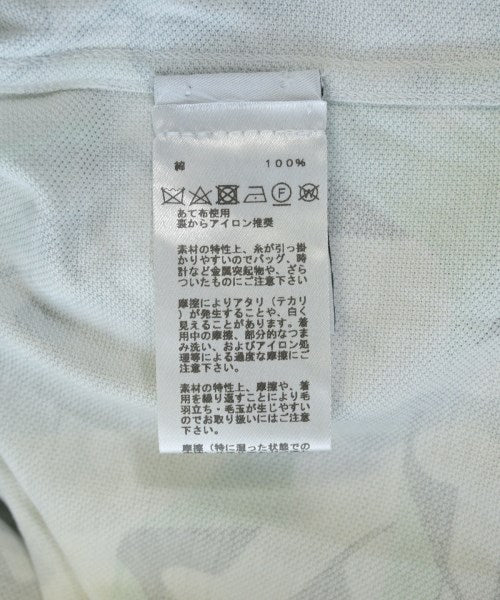 綿 100%
F W
あて布使用
裏からアイロン推奨
素材の特性上、糸が引っ掛
かりやすいのでバッグ、時
計など金属突起物や、ざら
ついたものにご注意下さい
摩擦によりアタリ(テカリ
)が発生することや、白く
見えることがあります。着
用中の摩擦、部分的なつま
み洗い、およびアイロン処
理等による過度な摩擦にご
注意下さい。
素材の特性上、摩擦や、着
用を繰り返すことにより毛
羽立ち・毛玉が生じやすい
のでお取り扱いにはご注意
下さい。
摩擦(特に湿った状態での